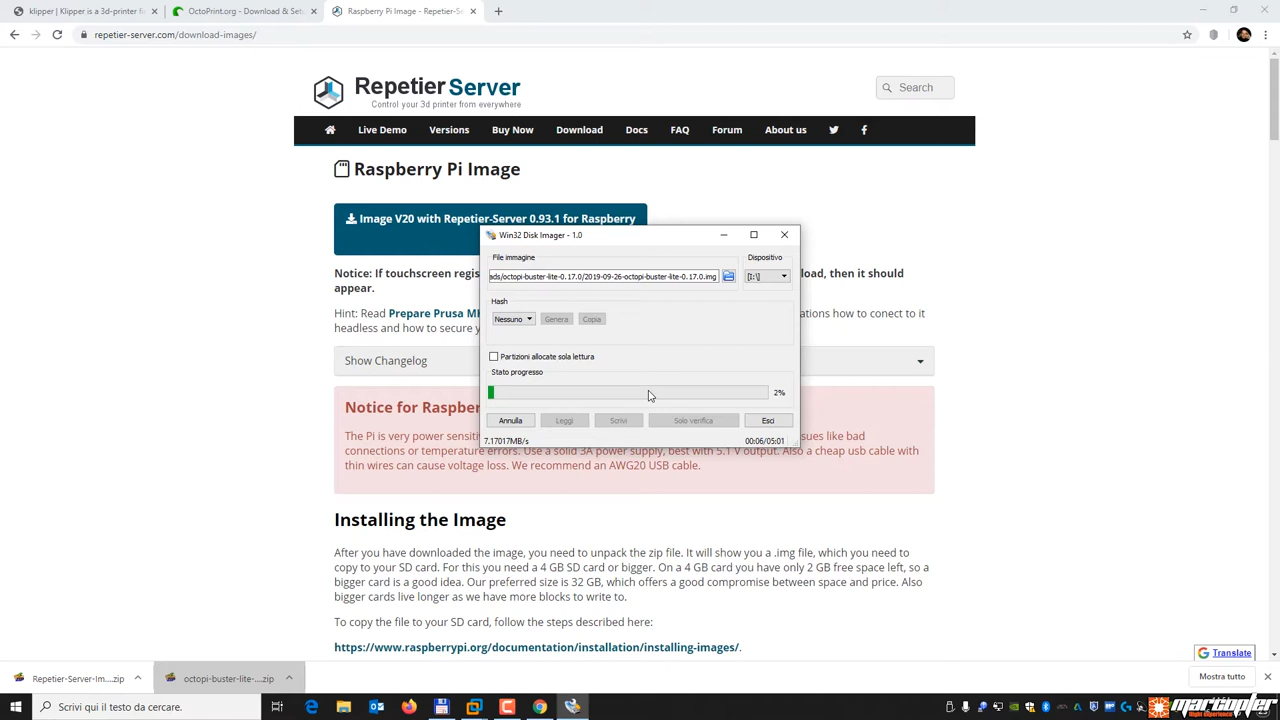 klipper | Klipper is a 3d-printer fi
OctoPrint.org - Download & Setu
Raspberry Pi Image - Repetier-Se
repetier-server.com/download-images/
Repetier Server
Control your 3d printer from everywhere
Search
Live Demo Versions Buy Now Download Docs FAQ Forum About us
Raspberry Pi Image
Image V20 with Repetier-Server 0.93.1 for Raspberry
Notice: If touchscreen regis
load, then it should
appear.
Hint: Read Prepare Prusa MK
ations how to conect to it
headless and how to secure y
Show Changelog
Notice for Raspber
The Pi is very power sensitiv
sues like bad
connections or temperature errors. Use a solid 3A power supply, best with 5.1 V output. Also a cheap usb cable with
thin wires can cause voltage loss. We recommend an AWG20 USB cable.
Win32 Disk Imager - 1.0
File immagine
Dispositivo
ads/octopi-buster-lite-0.17.0/2019-09-26-octopi-buster-lite-0.17.0.img
[I:\]
Hash
Nessuno Genera Copia
Partizioni allocate sola lettura
Stato progresso
2%
Annulla Leggi Scrivi Solo verifica Esci
7.17017MB/s 00:06/05:01
Installing the Image
After you have downloaded the image, you need to unpack the zip file. It will show you a .img file, which you need to
copy to your SD card. For this you need a 4 GB SD card or bigger. On a 4 GB card you have only 2 GB free space left, so a
bigger card is a good idea. Our preferred size is 32 GB, which offers a good compromise between space and price. Also
bigger cards live longer as we have more blocks to write to.
To copy the file to your SD card, follow the steps described here:
https://www.raspberrypi.org/documentation/installation/installing-images/.
Translate
Repetier-Server-Im....zip
octopi-buster-lite-....zip
Mostra tutto
Scrivi qui il testo da cercare.
marcopter